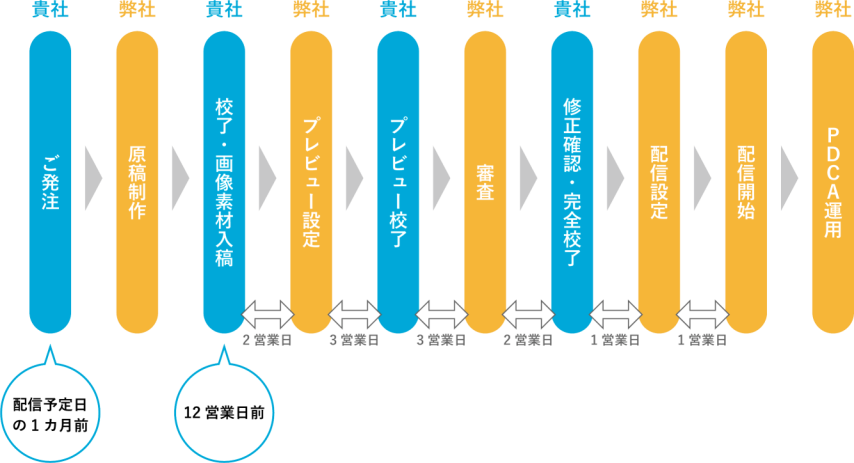 貴社
弊社
貴社
弊社
貴社
弊社
貴社
弊社
弊社
弊社
ご発注
原稿制作
校了・画像素材入稿
プレビュー設定
プレビュー校了
審査
修正確認・完全校了
配信設定
配信開始
PDCA運用
2営業日
3営業日
3営業日
2営業日
1営業日
1営業日
配信予定日
の1カ月前
12営業日前